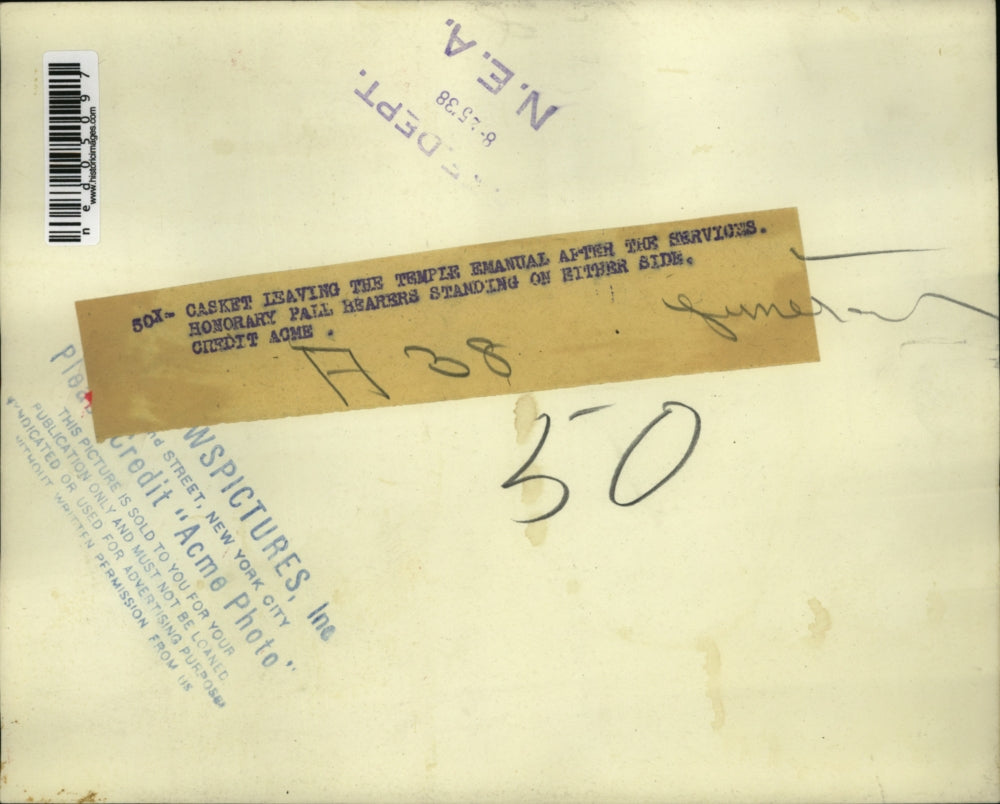 N.E.A.
8-25-38
DEPT.
ned05097
www.historicimages.com
50X- CASKET LEAVING THE TEMPLE EMANUAL AFTER THE SERVICES.
HONORARY PALL BEARERS STANDING ON EITHER SIDE.
CREDIT ACME .
A 38
funeral
50
WSPICTURES, Inc
STREET, NEW YORK CITY
Credit "Acme Photo"
THIS PICTURE IS SOLD TO YOU FOR YOUR
PUBLICATION ONLY AND MUST NOT BE LOANED
OR USED FOR ADVERTISING PURPOSES
WITHOUT WRITTEN PERMISSION FROM US